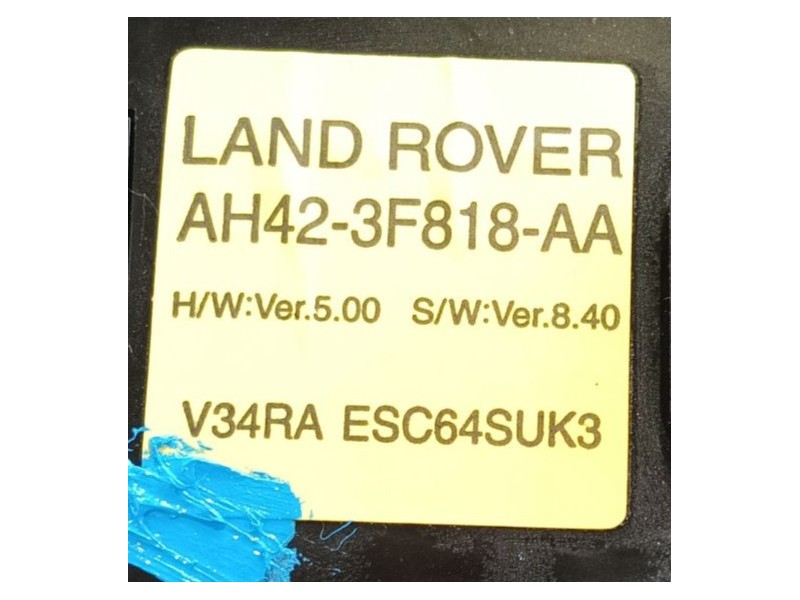 LAND ROVER
AH42-3F818-AA
H/W:Ver.5.00 S/W:Ver.8.40
V34RA ESC64SUK3